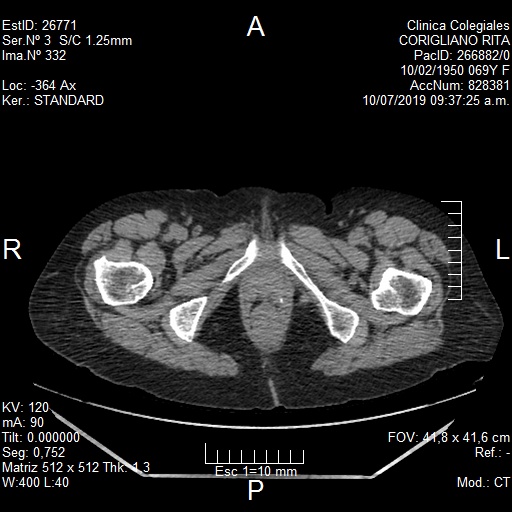 EstID: 26771
Ser.Nº 3 S/C 1.25mm
Ima.Nº 332
Loc: -364 Ax
Ker.: STANDARD
A
Clinica Colegiales
CORIGLIANO RITA
PacID: 266882/0
10/02/1950 069Y F
AccNum: 828381
10/07/2019 09:37:25 a.m.
R
L
KV: 120
mA: 90
Tilt: 0.000000
Seg: 0,752
Matriz 512 x 512 Thk: 1.3
W:400 L:40
Esc 1=10 mm
P
FOV: 41,8 x 41,6 cm
Ref.: -
Mod.: CT